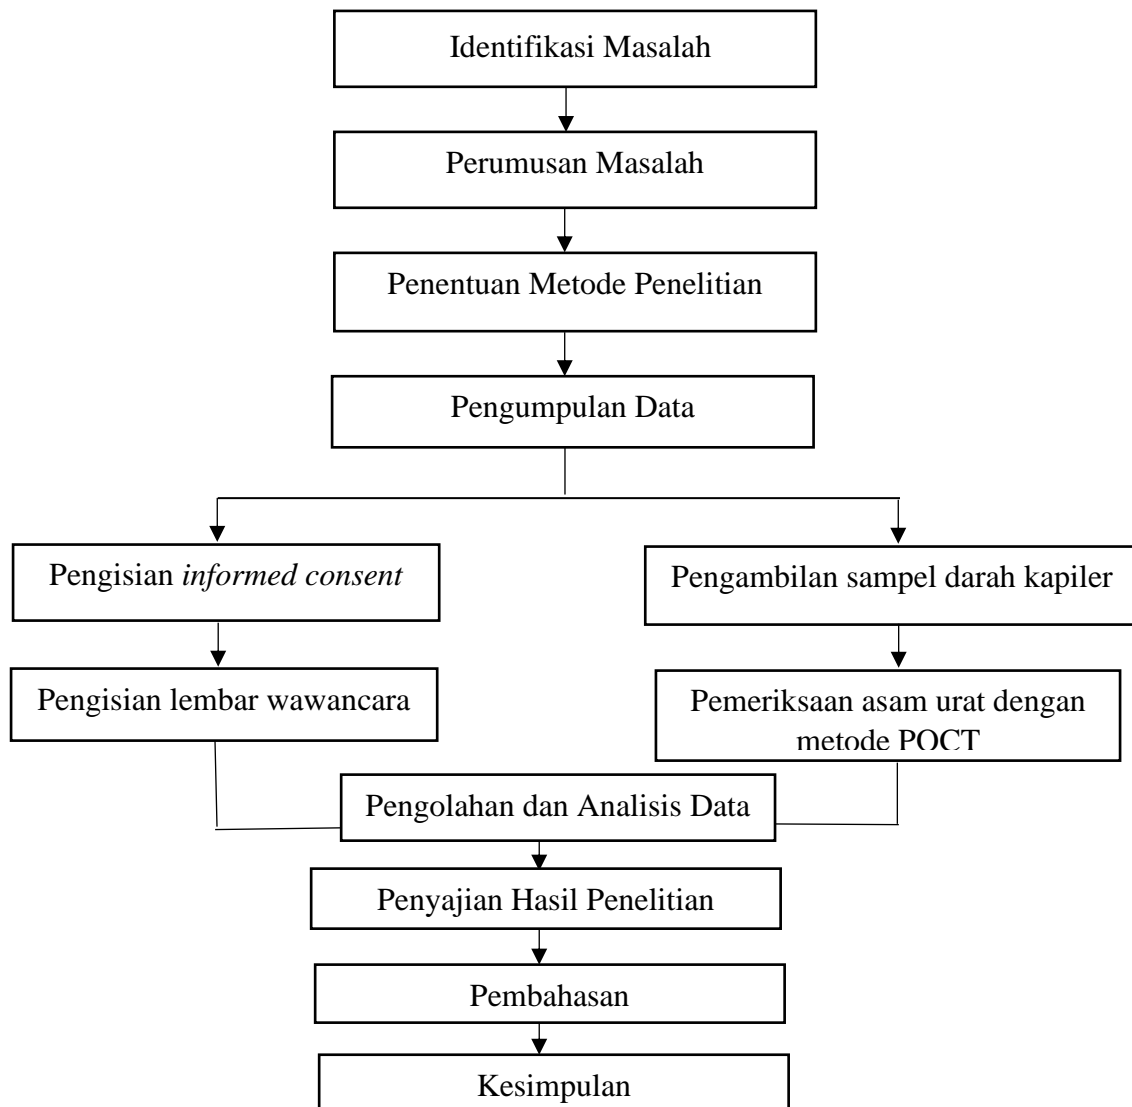 Identifikasi Masalah
Perumusan Masalah
Penentuan Metode Penelitian
Pengumpulan Data
Pengisian informed consent
Pengambilan sampel darah kapiler
Pengisian lembar wawancara
Pemeriksaan asam urat dengan
metode POCT
Pengolahan dan Analisis Data
Penyajian Hasil Penelitian
Pembahasan
Kesimpulan